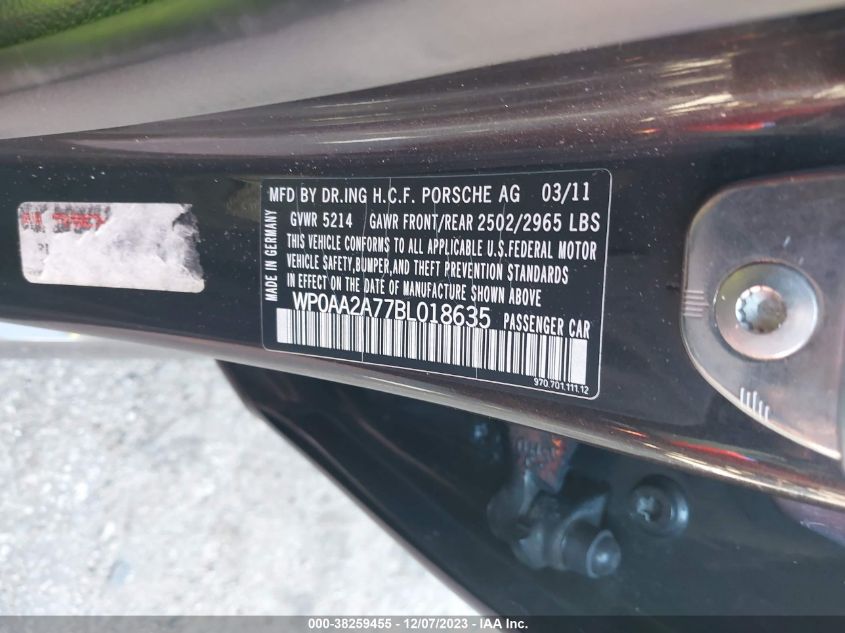 MFD BY DR.ING H.C.F. PORSCHE AG 03/11
GVWR 5214 GAWR FRONT/REAR 2502/2965 LBS
THIS VEHICLE CONFORMS TO ALL APPLICABLE U.S.FEDERAL MOTOR
VEHICLE SAFETY,BUMPER,AND THEFT PREVENTION STANDARDS
IN EFFECT ON THE DATE OF MANUFACTURE SHOWN ABOVE
WP0AA2A77BL018635 PASSENGER CAR
970.701.111.12
MADE IN GERMANY
000-38259455 - 12/07/2023 - IAA Inc.